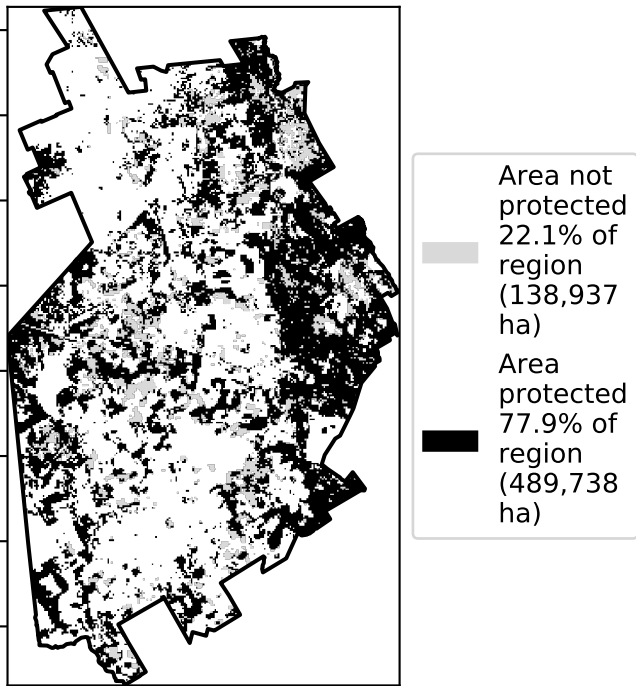 Area not
protected
22.1% of
region
(138,937
ha)
Area
protected
77.9% of
region
(489,738
ha)